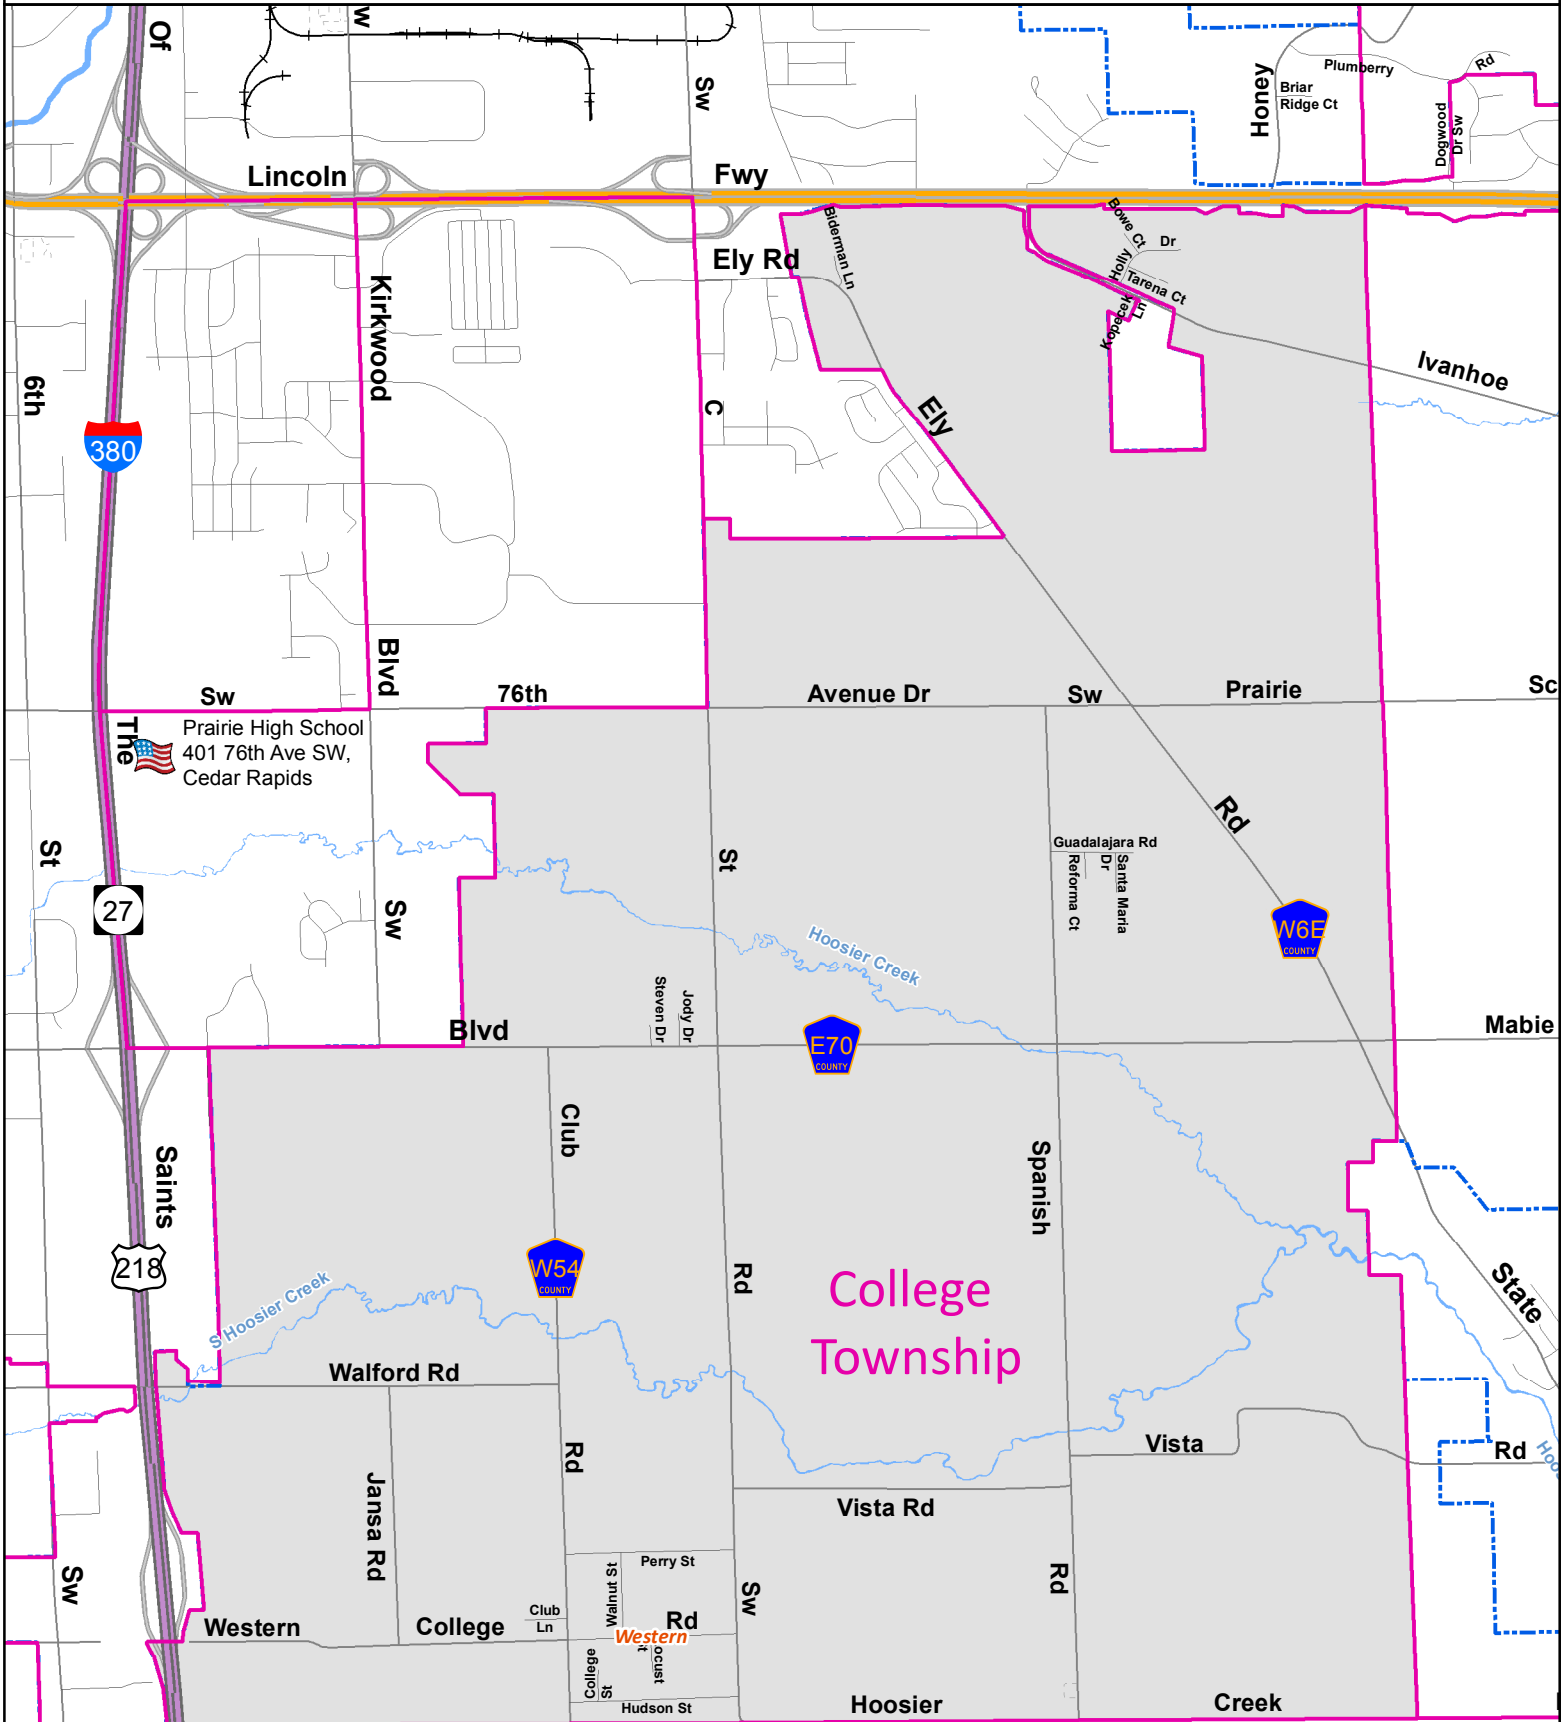 Of
w
Sw
Honey
Plumberry
Rd
Briar
Ridge Ct
Dogwood
Dr Sw
Lincoln
Fwy
Ely Rd
Biderman Ln
Bowe Ct
Dr
Holly
Tarena Ct
Kopecek
Ln
Ivanhoe
Kirkwood
6th
C
Ely
380
Blvd
Sw
76th
Avenue Dr
Sw
Prairie
Sc
The
Prairie High School
401 76th Ave SW,
Cedar Rapids
St
St
Rd
Guadalajara Rd
Reforma Ct
Dr
Santa Maria
27
Sw
W6E
COUNTY
Hoosier Creek
Steven Dr
Jody Dr
Blvd
E70
COUNTY
Mabie
Club
Saints
Spanish
218
W54
COUNTY
Rd
College
Township
State
S Hoosier Creek
Walford Rd
Rd
Vista
Rd
Hoo
Jansa Rd
Vista Rd
Perry St
Walnut St
Sw
Sw
Rd
Western
College
Club
Ln
Rd
Western
College
St
St
ocust
Hudson St
Hoosier
Creek